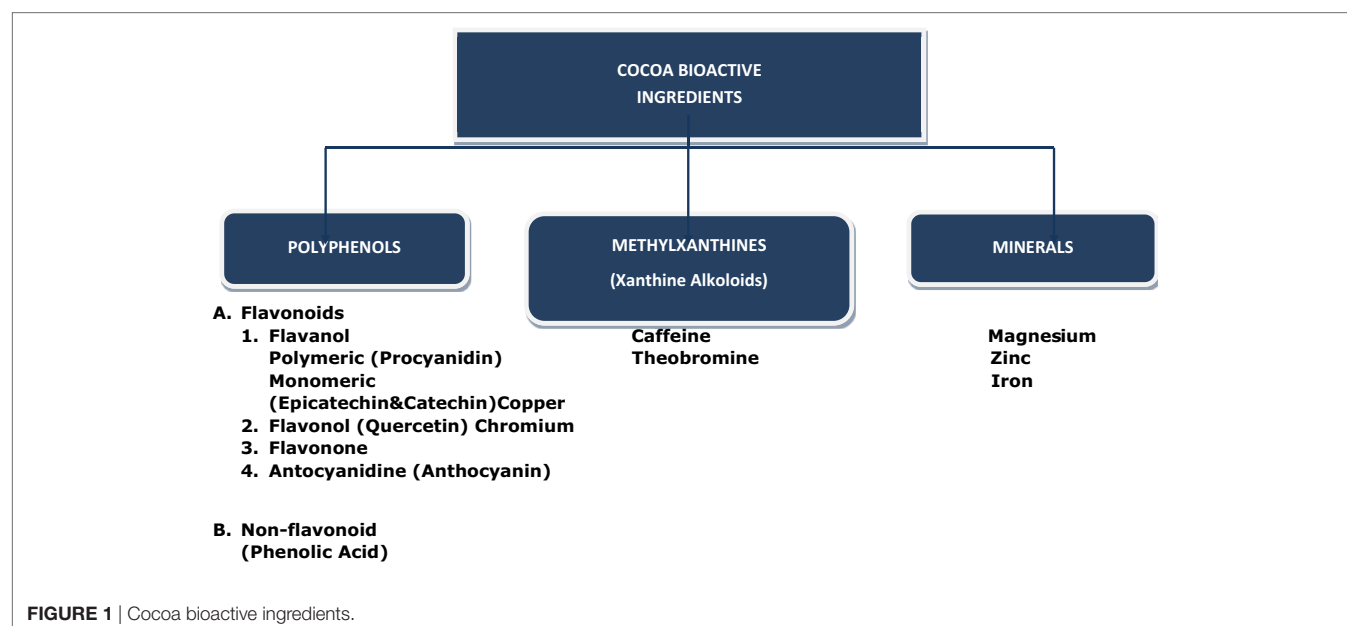 COCOA BIOACTIVE
INGREDIENTS
POLYPHENOLS
METHYLXANTHINES
(Xanthine Alkoloids)
MINERALS
A. Flavonoids
1. Flavanol
Polymeric (Procyanidin)
Monomeric
(Epicatechin&Catechin)Copper
2. Flavonol (Quercetin) Chromium
3. Flavonone
4. Antocyanidine (Anthocyanin)
B. Non-flavonoid
(Phenolic Acid)
Caffeine
Theobromine
Magnesium
Zinc
Iron
FIGURE 1 | Cocoa bioactive ingredients.